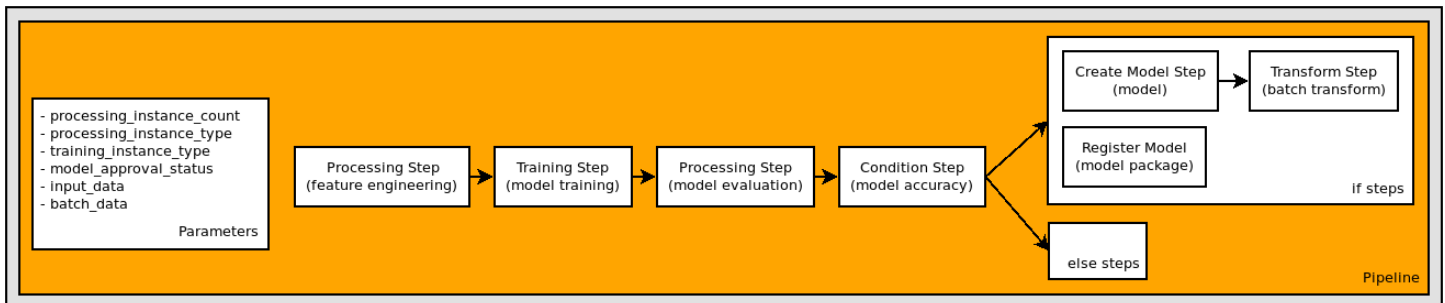 - processing_instance_count
- processing_instance_type
- training_instance_type
- model_approval_status
- input_data
- batch_data
Parameters
Processing Step
(feature engineering)
Training Step
(model training)
Processing Step
(model evaluation)
Condition Step
(model accuracy)
Create Model Step
(model)
Transform Step
(batch transform)
Register Model
(model package)
if steps
else steps
Pipeline